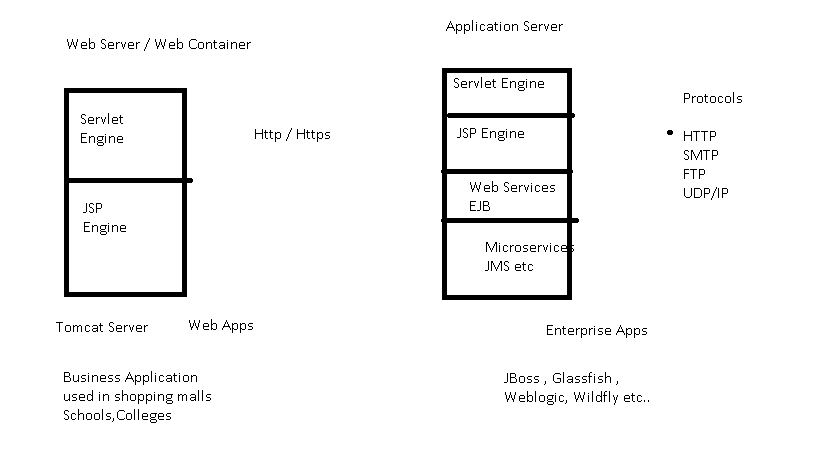 Web Server / Web Container
Servlet
Engine
JSP
Engine
Http / Https
Tomcat Server
Web Apps
Business Application
used in shopping malls
Schools,Colleges
Application Server
Servlet Engine
JSP Engine
Web Services
EJB
Microservices
JMS etc
Protocols
HTTP
SMTP
FTP
UDP/IP
Enterprise Apps
JBoss , Glassfish ,
Weblogic, Wildfly etc..